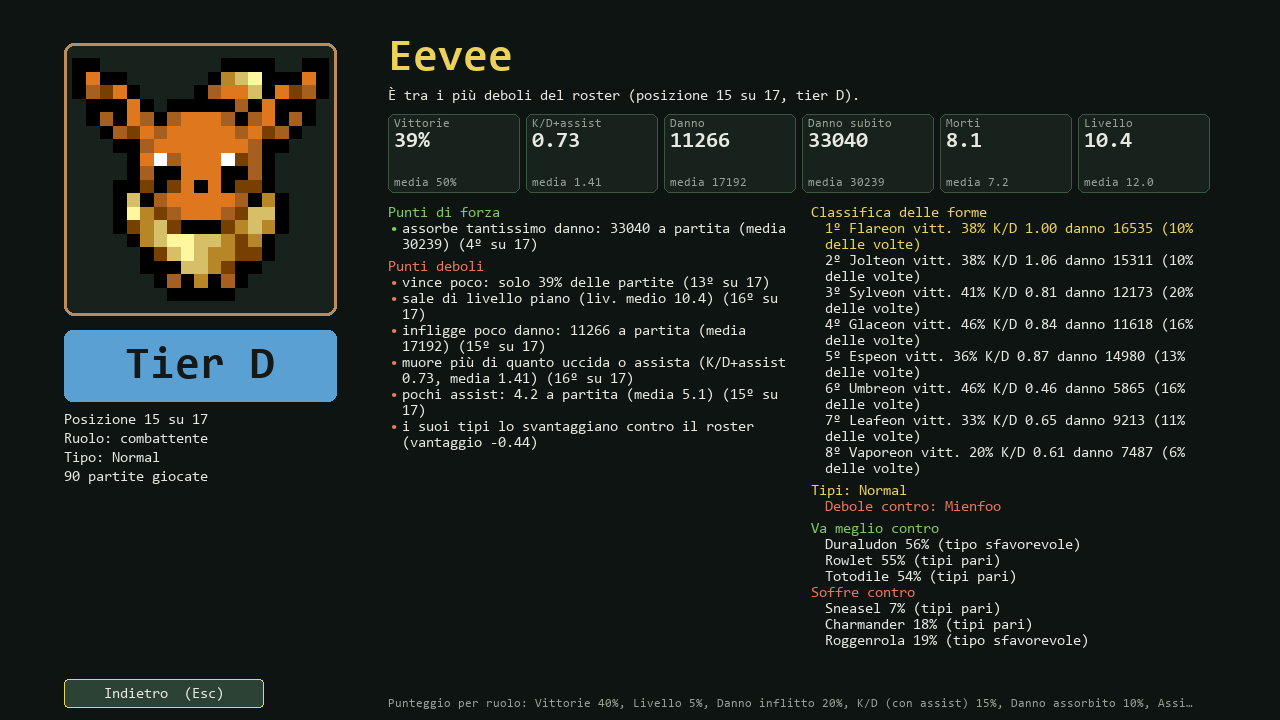 Eevee
È tra i più deboli del roster (posizione 15 su 17, tier D).
Vittorie
39%
media 50%
K/D+assist
0.73
media 1.41
Danno
11266
media 17192
Danno subito
33040
media 30239
Morti
8.1
media 7.2
Livello
10.4
media 12.0
Tier D
Posizione 15 su 17
Ruolo: combattente
Tipo: Normal
90 partite giocate
Punti di forza
• assorbe tantissimo danno: 33040 a partita (media
30239) (4º su 17)
Punti deboli
• vince poco: solo 39% delle partite (13º su 17)
• sale di livello piano (liv. medio 10.4) (16º su
17)
• infligge poco danno: 11266 a partita (media
17192) (15º su 17)
• muore più di quanto uccida o assista (K/D+assist
0.73, media 1.41) (16º su 17)
• pochi assist: 4.2 a partita (media 5.1) (15º su
17)
• i suoi tipi lo svantaggiano contro il roster
(vantaggio -0.44)
Classifica delle forme
1º Flareon vitt. 38% K/D 1.00 danno 16535 (10%
delle volte)
2º Jolteon vitt. 38% K/D 1.06 danno 15311 (10%
delle volte)
3º Sylveon vitt. 41% K/D 0.81 danno 12173 (20%
delle volte)
4º Glaceon vitt. 46% K/D 0.84 danno 11618 (16%
delle volte)
5º Espeon vitt. 36% K/D 0.87 danno 14980 (13%
delle volte)
6º Umbreon vitt. 46% K/D 0.46 danno 5865 (16%
delle volte)
7º Leafeon vitt. 33% K/D 0.65 danno 9213 (11%
delle volte)
8º Vaporeon vitt. 20% K/D 0.61 danno 7487 (6%
delle volte)
Tipi: Normal
Debole contro: Mienfoo
Va meglio contro
Duraludon 56% (tipo sfavorevole)
Rowlet 55% (tipi pari)
Totodile 54% (tipi pari)
Soffre contro
Sneasel 7% (tipi pari)
Charmander 18% (tipi pari)
Roggenrola 19% (tipo sfavorevole)
Indietro (Esc)
Punteggio per ruolo: Vittorie 40%, Livello 5%, Danno inflitto 20%, K/D (con assist) 15%, Danno assorbito 10%, Assi…